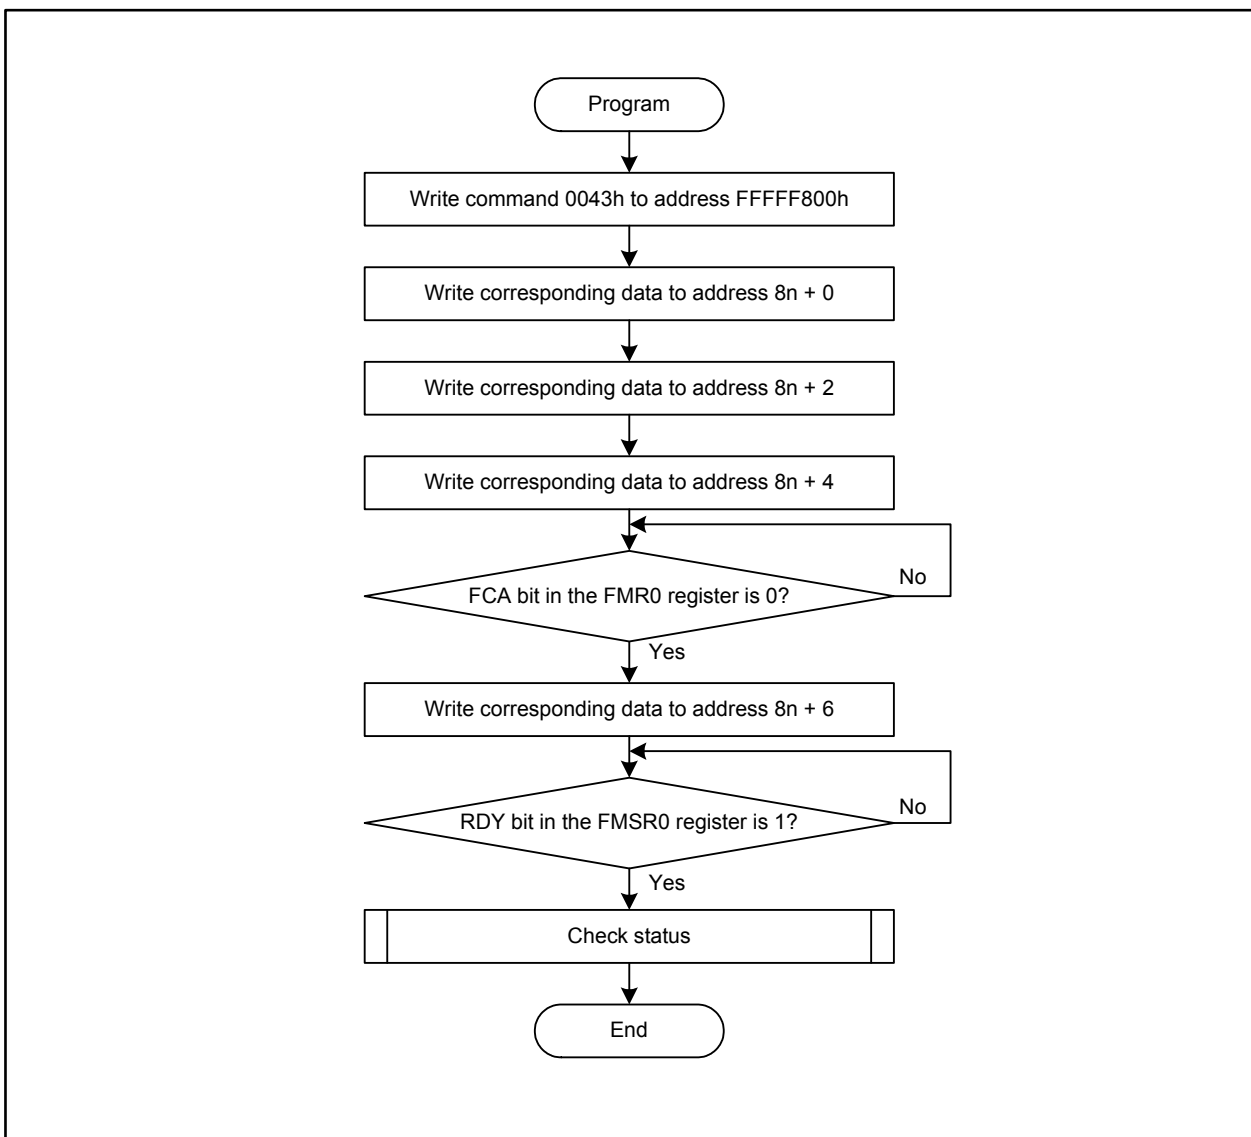 Program
Write command 0043h to address FFFFF800h
Write corresponding data to address 8n + 0
Write corresponding data to address 8n + 2
Write corresponding data to address 8n + 4
No
FCA bit in the FMR0 register is 0?
Yes
Write corresponding data to address 8n + 6
No
RDY bit in the FMSR0 register is 1?
Yes
Check status
End